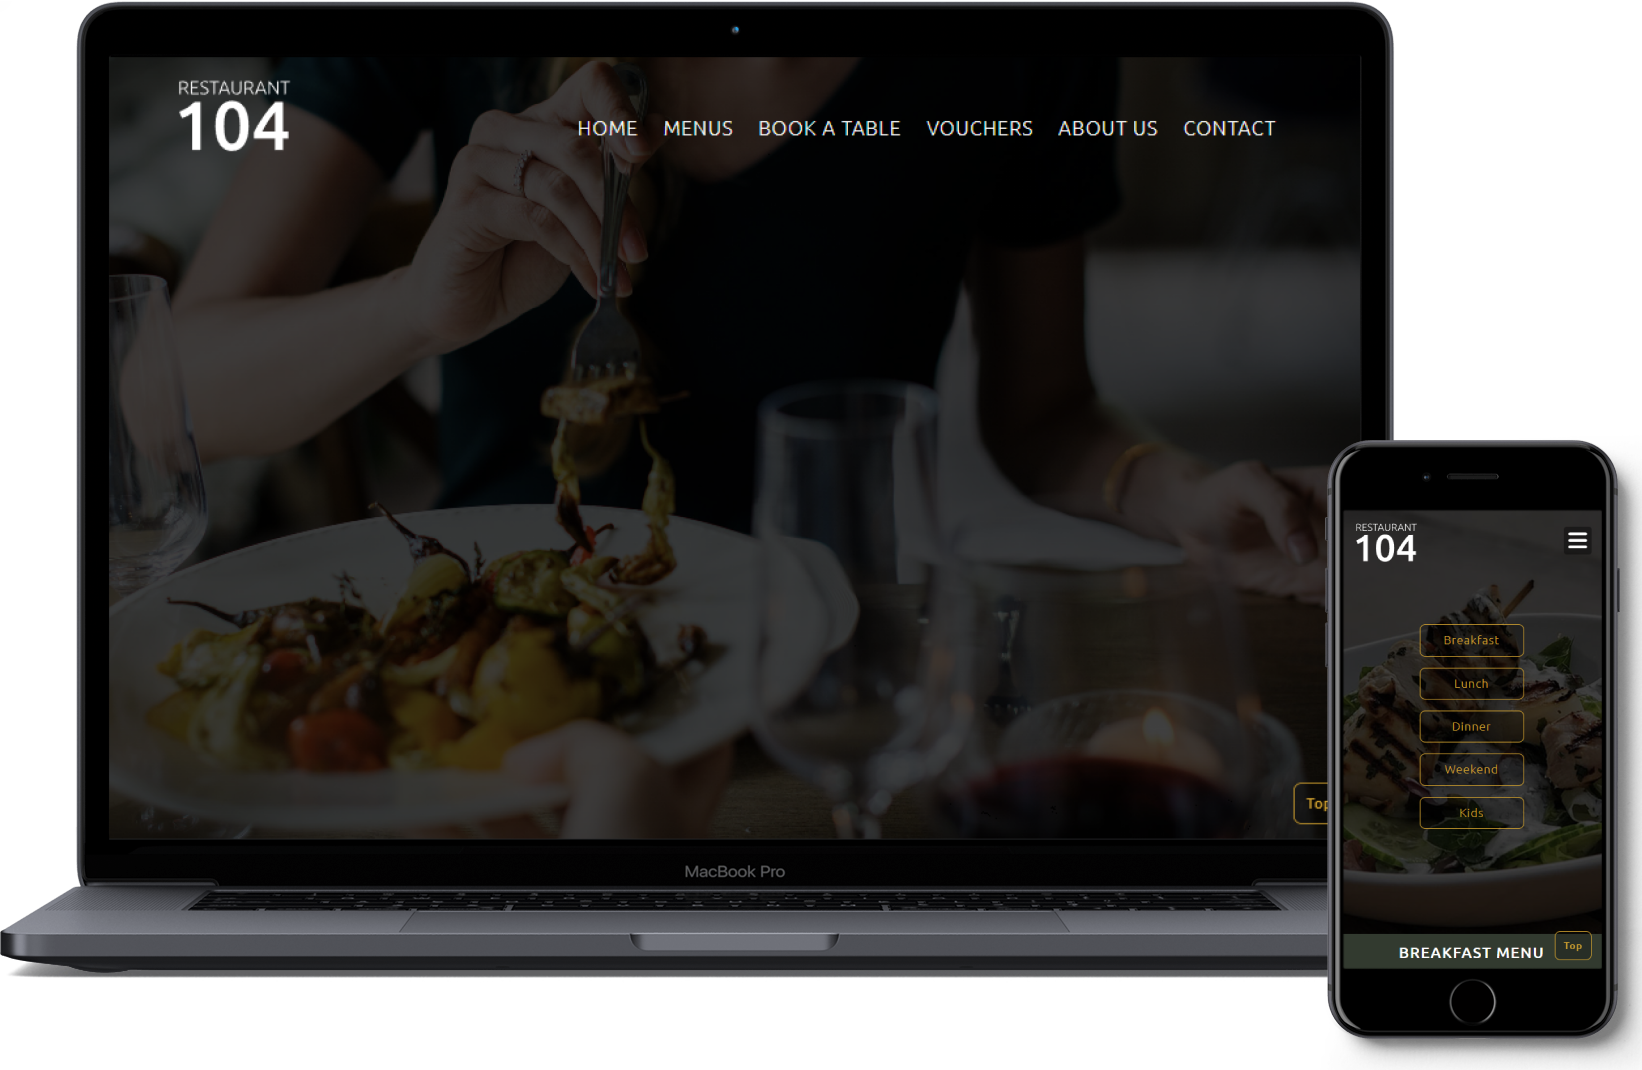 RESTAURANT
104
HOME MENUS BOOK A TABLE VOUCHERS ABOUT US CONTACT
Top
MacBook Pro
RESTAURANT
104
Breakfast
Lunch
Dinner
Weekend
Kids
BREAKFAST MENU
Top